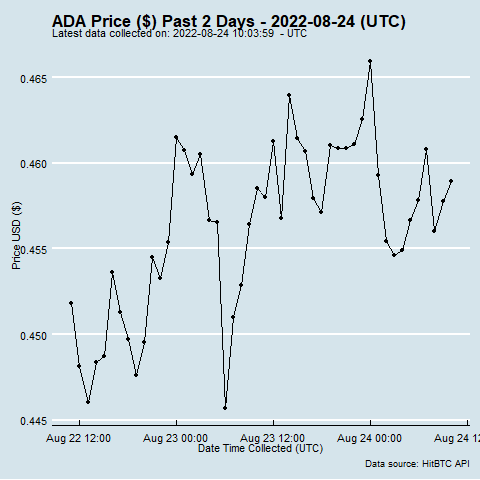 ADA Price ($) Past 2 Days - 2022-08-24 (UTC)
Latest data collected on: 2022-08-24 10:03:59 - UTC
0.465
0.460
0.455
0.450
0.445
Price USD ($)
Aug 22 12:00 Aug 23 00:00 Aug 23 12:00 Aug 24 00:00 Aug 24 12
Date Time Collected (UTC)
Data source: HitBTC API